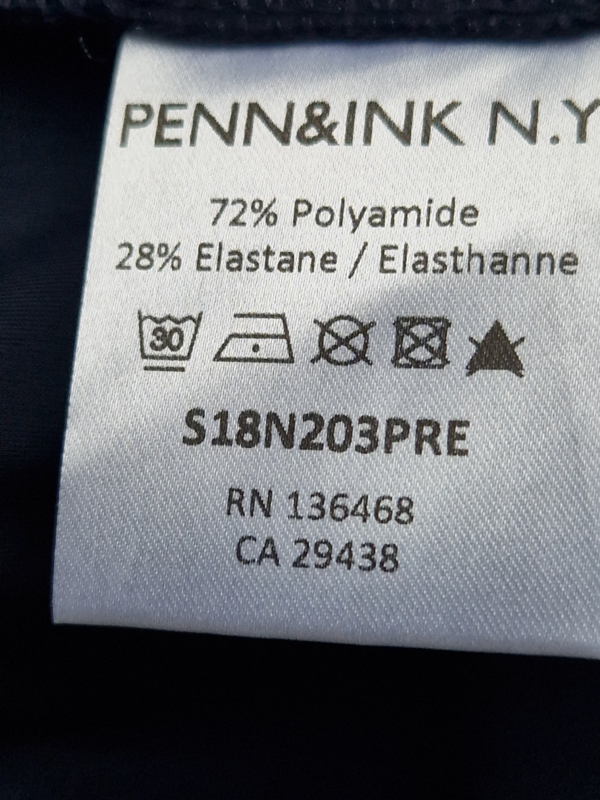 PENN&INK N.Y
72% Polyamide
28% Elastane / Elasthanne
30
S18N203PRE
RN 136468
CA 29438